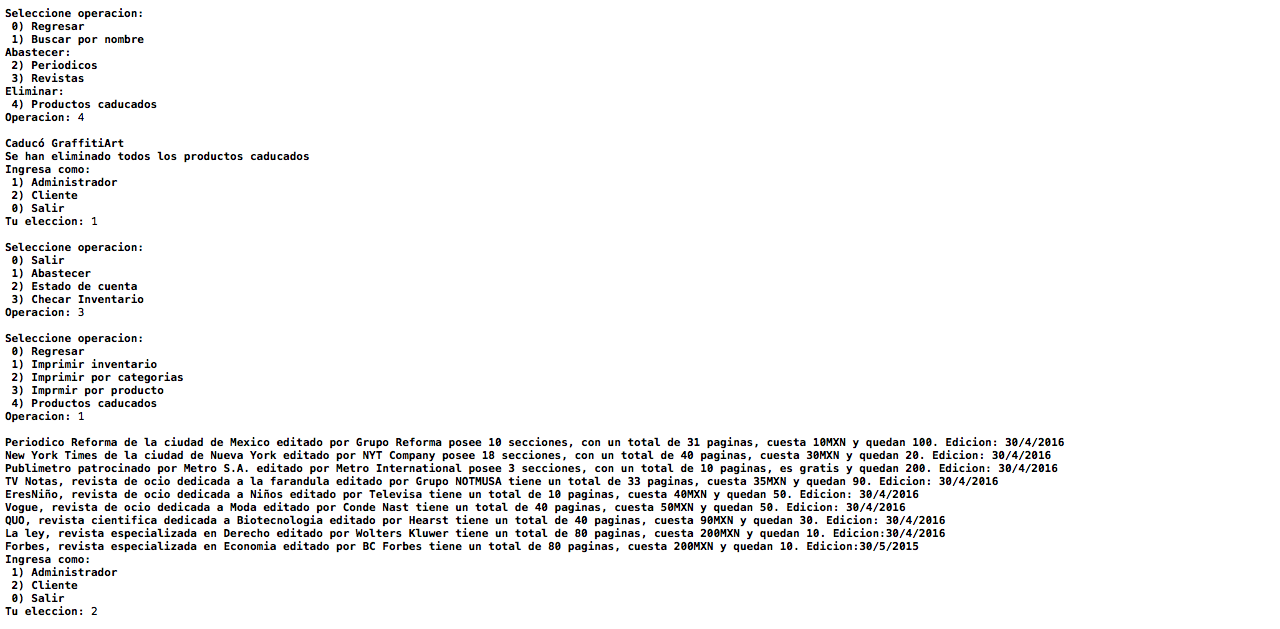 Seleccione operacion:
0) Regresar
1) Buscar por nombre
Abastecer:
2) Periodicos
3) Revistas
Eliminar:
4) Productos caducados
Operacion: 4
Caducó GraffitiArt
Se han eliminado todos los productos caducados
Ingresa como:
1) Administrador
2) Cliente
0) Salir
Tu eleccion: 1
Seleccione operacion:
0) Salir
1) Abastecer
2) Estado de cuenta
3) Checar Inventario
Operacion: 3
Seleccione operacion:
0) Regresar
1) Imprimir inventario
2) Imprimir por categorias
3) Imprmir por producto
4) Productos caducados
Operacion: 1
Periodico Reforma de la ciudad de Mexico editado por Grupo Reforma posee 10 secciones, con un total de 31 paginas, cuesta 10MXN y quedan 100. Edicion: 30/4/2016
New York Times de la ciudad de Nueva York editado por NYT Company posee 18 secciones, con un total de 40 paginas, cuesta 30MXN y quedan 20. Edicion: 30/4/2016
Publimetro patrocinado por Metro S.A. editado por Metro International posee 3 secciones, con un total de 10 paginas, es gratis y quedan 200. Edicion: 30/4/2016
TV Notas, revista de ocio dedicada a la farandula editado por Grupo NOTMUSA tiene un total de 33 paginas, cuesta 35MXN y quedan 90. Edicion: 30/4/2016
EresNiño, revista de ocio dedicada a Niños editado por Televisa tiene un total de 10 paginas, cuesta 40MXN y quedan 50. Edicion: 30/4/2016
Vogue, revista de ocio dedicada a Moda editado por Conde Nast tiene un total de 40 paginas, cuesta 50MXN y quedan 50. Edicion: 30/4/2016
QUO, revista cientifica dedicada a Biotecnologia editado por Hearst tiene un total de 40 paginas, cuesta 90MXN y quedan 30. Edicion: 30/4/2016
La ley, revista especializada en Derecho editado por Wolters Kluwer tiene un total de 80 paginas, cuesta 200MXN y quedan 10. Edicion:30/4/2016
Forbes, revista especializada en Economia editado por BC Forbes tiene un total de 80 paginas, cuesta 200MXN y quedan 10. Edicion:30/5/2015
Ingresa como:
1) Administrador
2) Cliente
0) Salir
Tu eleccion: 2